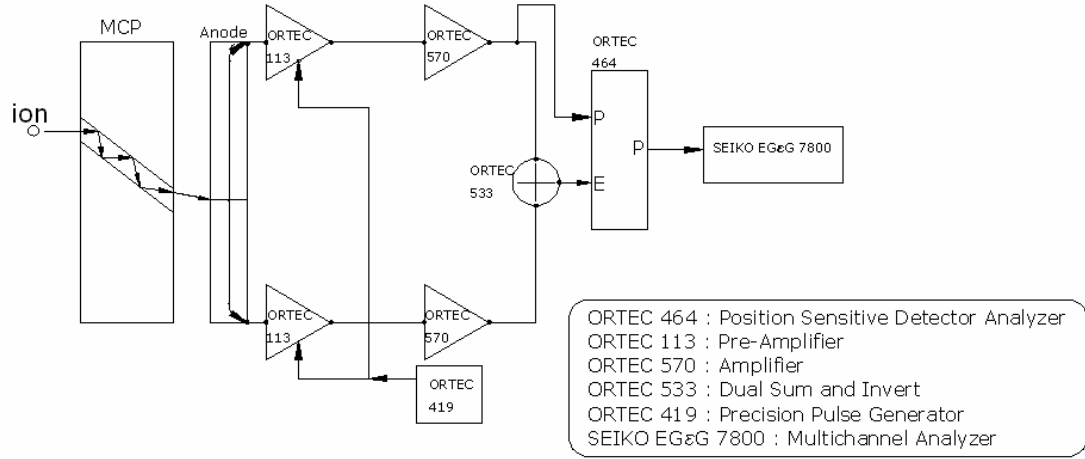 MCP
Anode
ion
ORTEC
113
ORTEC
570
ORTEC
464
P
P
E
SEIKO EGεG 7800
ORTEC
533
ORTEC
113
ORTEC
570
ORTEC
419
ORTEC 464 : Position Sensitive Detector Analyzer
ORTEC 113 : Pre-Amplifier
ORTEC 570 : Amplifier
ORTEC 533 : Dual Sum and Invert
ORTEC 419 : Precision Pulse Generator
SEIKO EGεG 7800 : Multichannel Analyzer